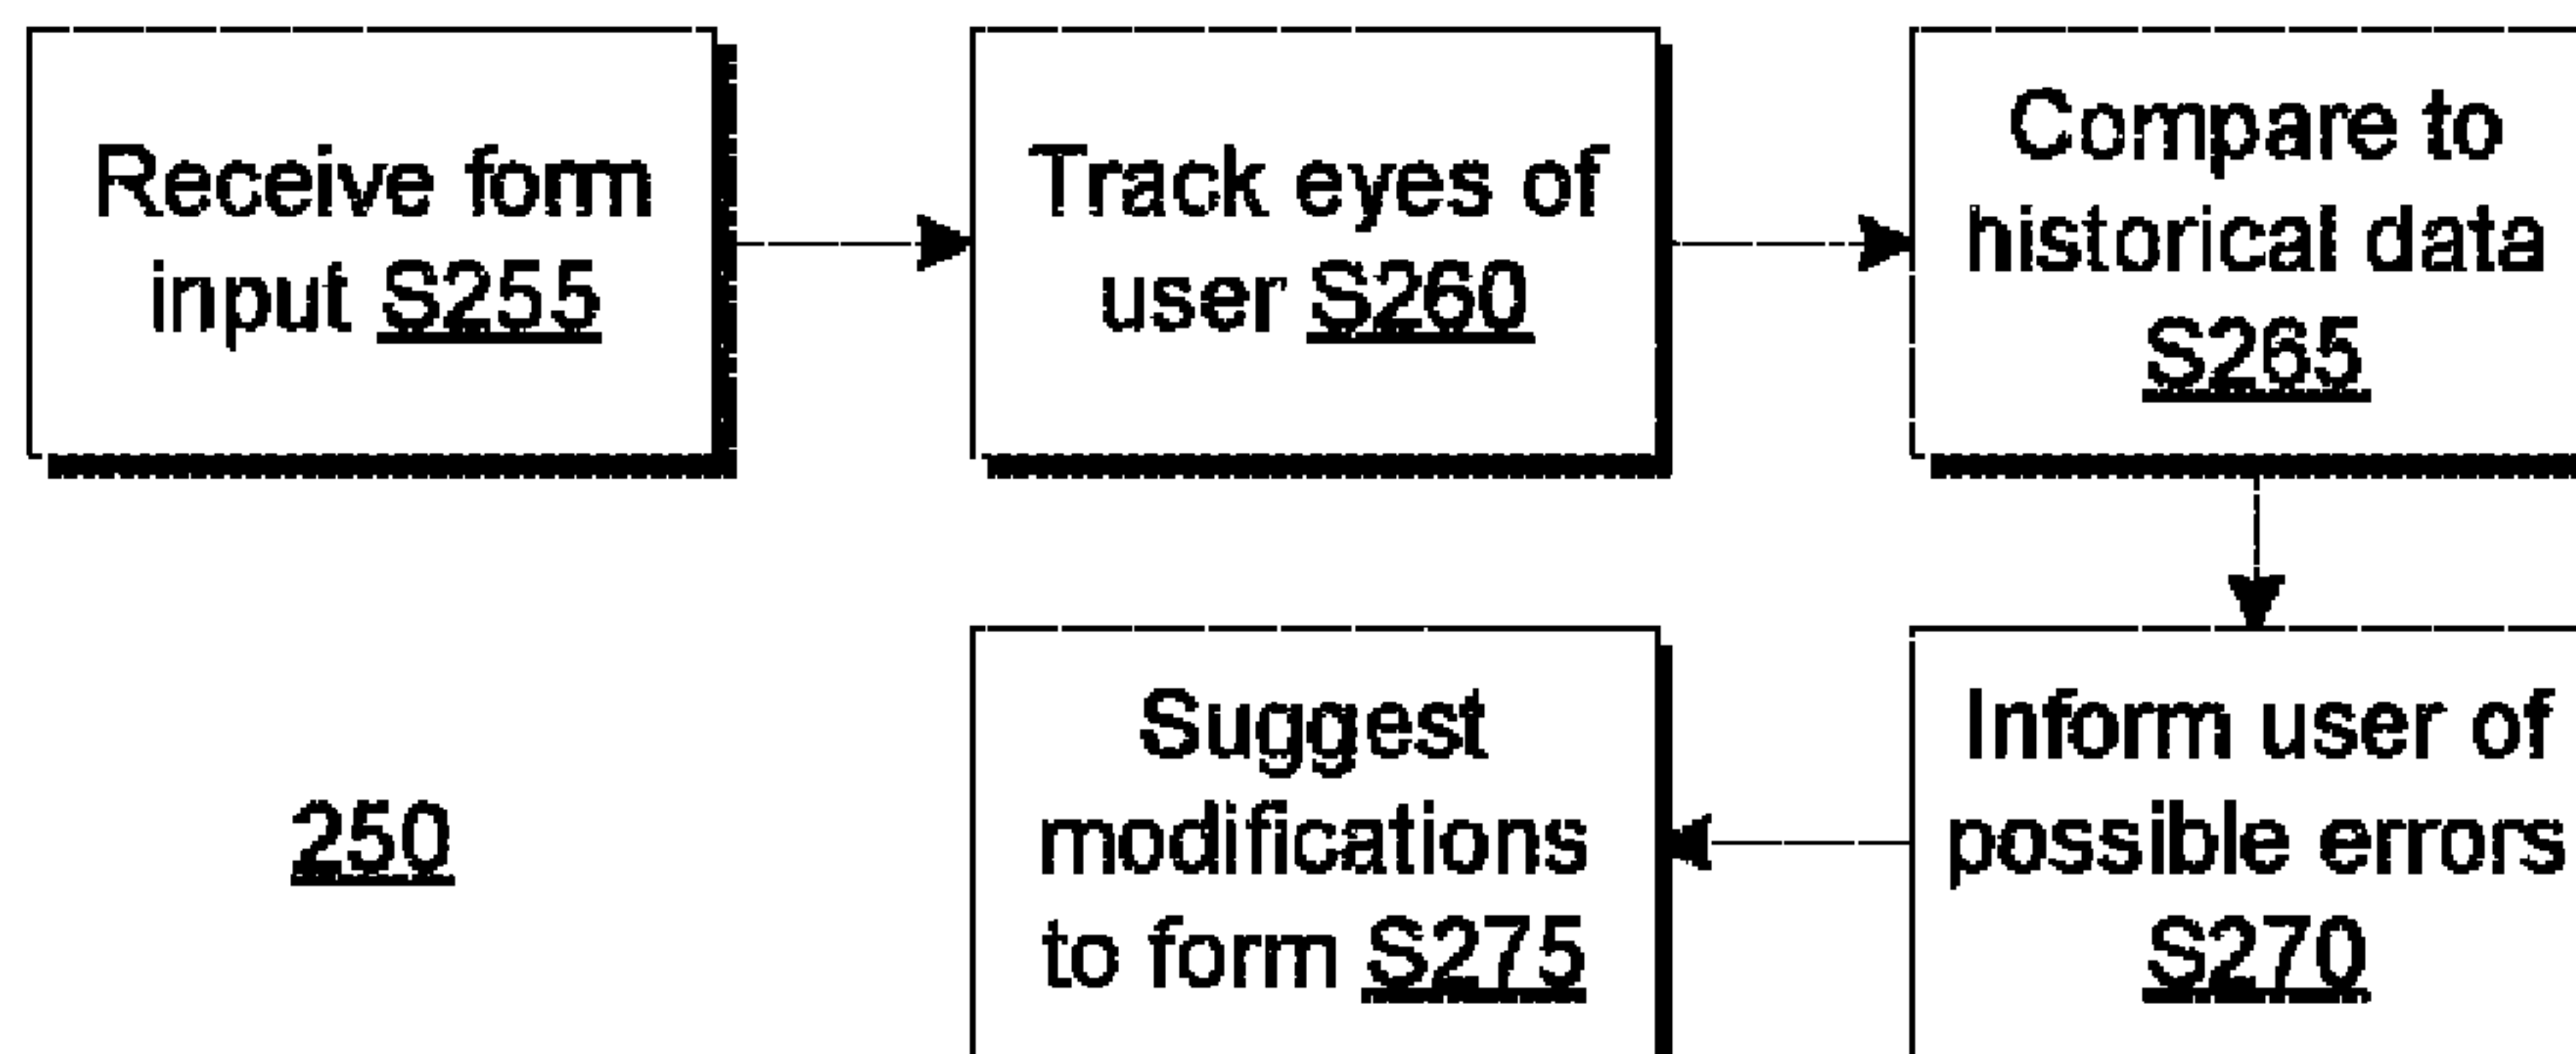 Receive form
input S255
Track eyes of
user S260
Compare to
historical data
S265
Inform user of
possible errors
S270
Suggest
modifications
to form S275
250